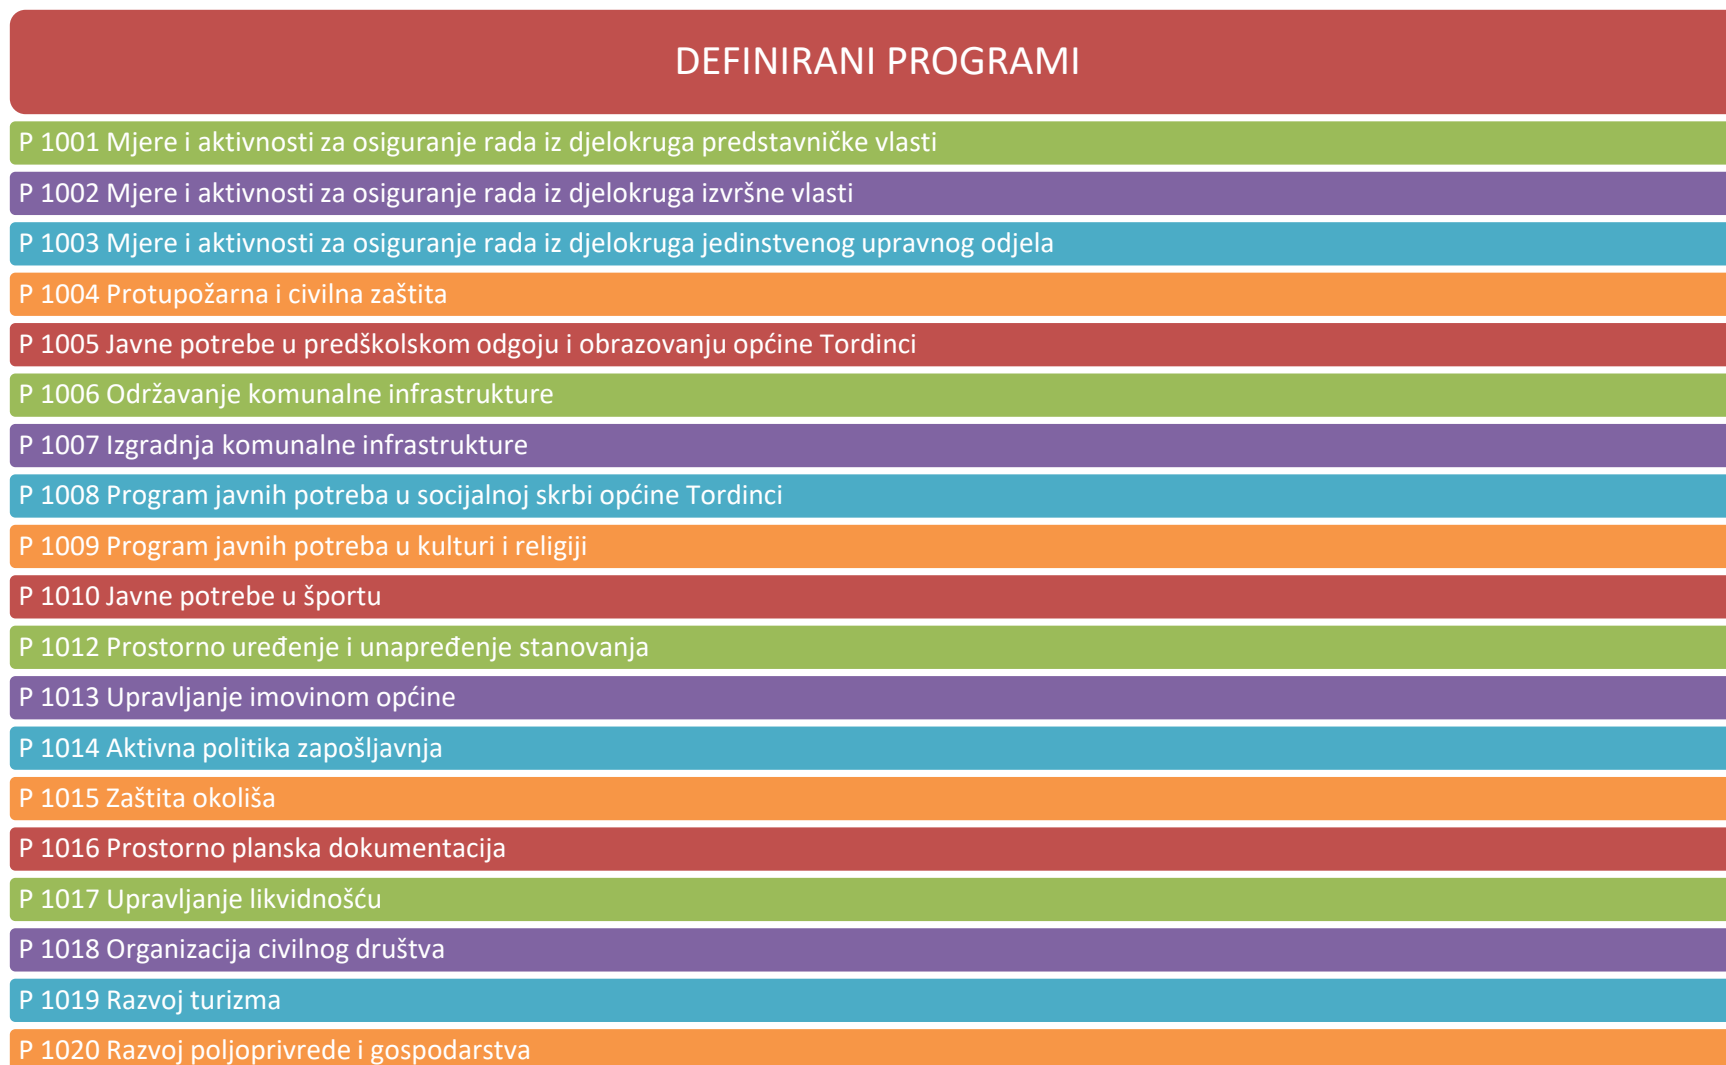 DEFINIRANI PROGRAMI
P 1001 Mjere i aktivnosti za osiguranje rada iz djelokruga predstavničke vlasti
P 1002 Mjere i aktivnosti za osiguranje rada iz djelokruga izvršne vlasti
P 1003 Mjere i aktivnosti za osiguranje rada iz djelokruga jedinstvenog upravnog odjela
P 1004 Protupožarna i civilna zaštita
P 1005 Javne potrebe u predškolskom odgoju i obrazovanju općine Tordinci
P 1006 Održavanje komunalne infrastrukture
P 1007 Izgradnja komunalne infrastrukture
P 1008 Program javnih potreba u socijalnoj skrbi općine Tordinci
P 1009 Program javnih potreba u kulturi i religiji
P 1010 Javne potrebe u športu
P 1012 Prostorno uređenje i unapređenje stanovanja
P 1013 Upravljanje imovinom općine
P 1014 Aktivna politika zapošljavnja
P 1015 Zaštita okoliša
P 1016 Prostorno planska dokumentacija
P 1017 Upravljanje likvidnošću
P 1018 Organizacija civilnog društva
P 1019 Razvoj turizma
P 1020 Razvoj poljoprivrede i gospodarstva